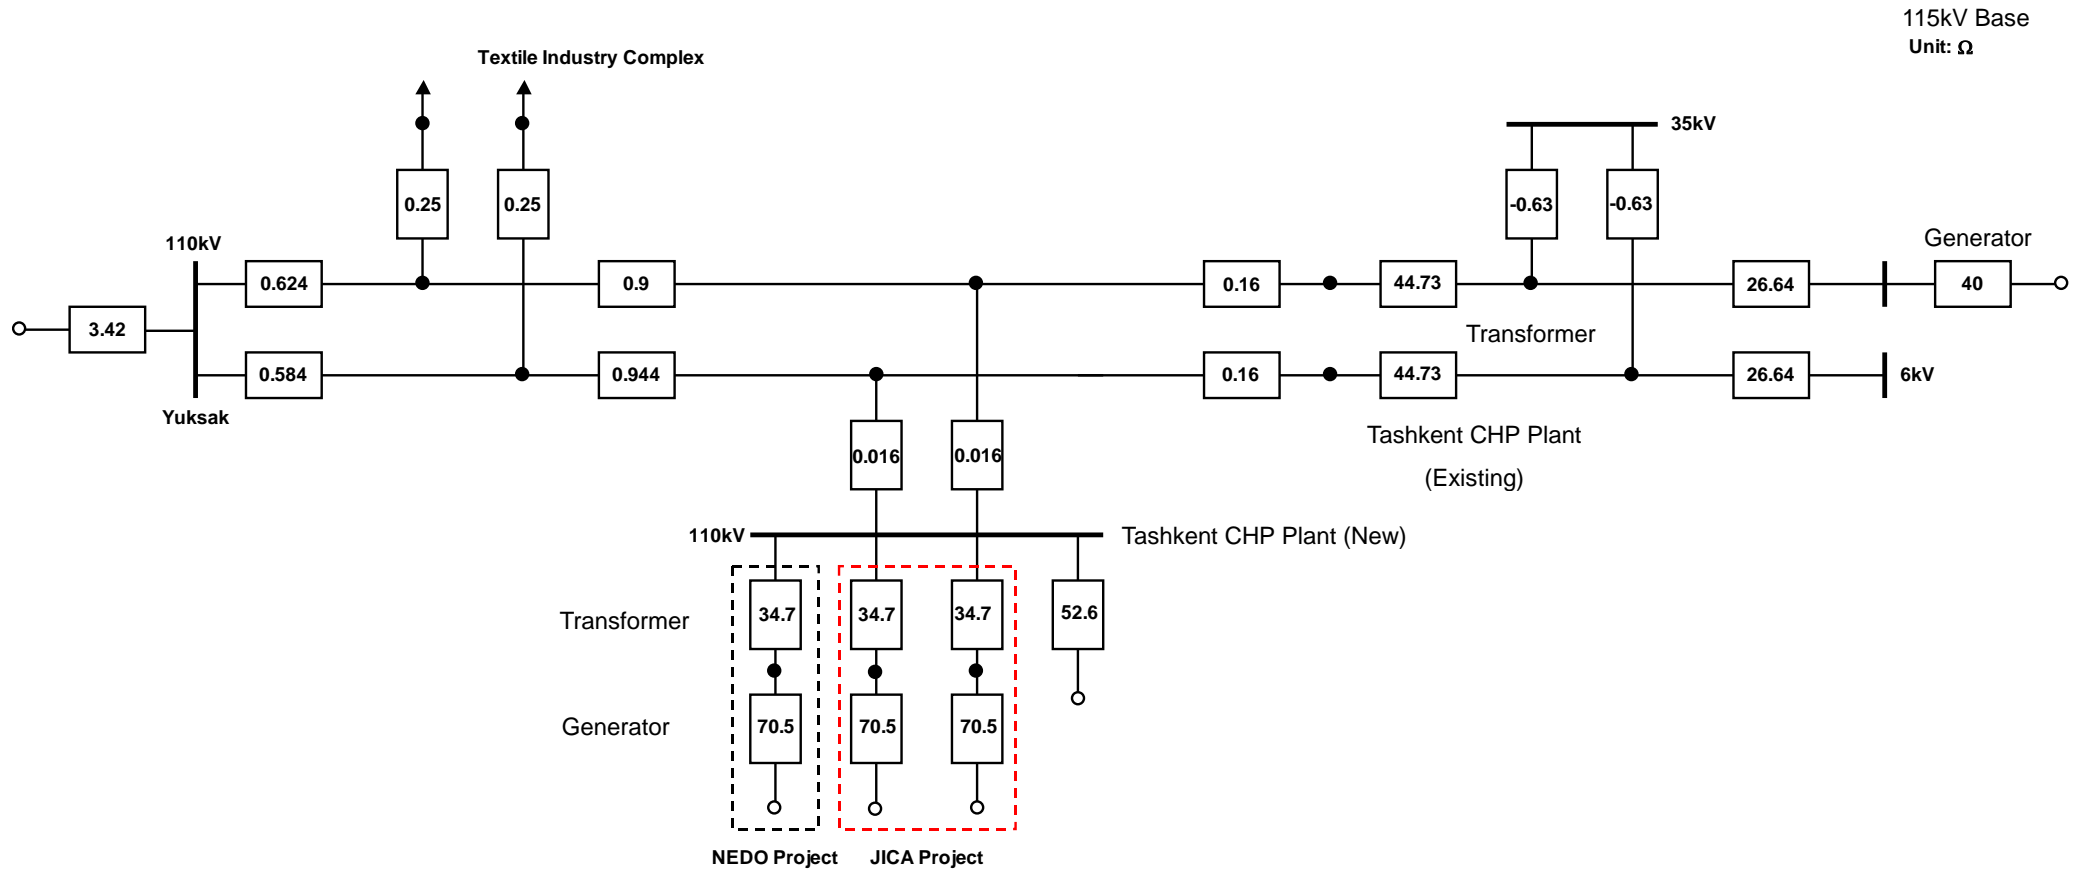 115kV Base
Unit: Ω
Textile Industry Complex
35kV
0.25
0.25
-0.63
-0.63
110kV
Generator
0.624
0.9
0.16
44.73
26.64
40
3.42
Transformer
0.584
0.944
0.16
44.73
26.64
6kV
Yuksak
Tashkent CHP Plant
(Existing)
0.016
0.016
110kV
Tashkent CHP Plant (New)
Transformer
34.7
34.7
34.7
52.6
Generator
70.5
70.5
70.5
NEDO Project
JICA Project